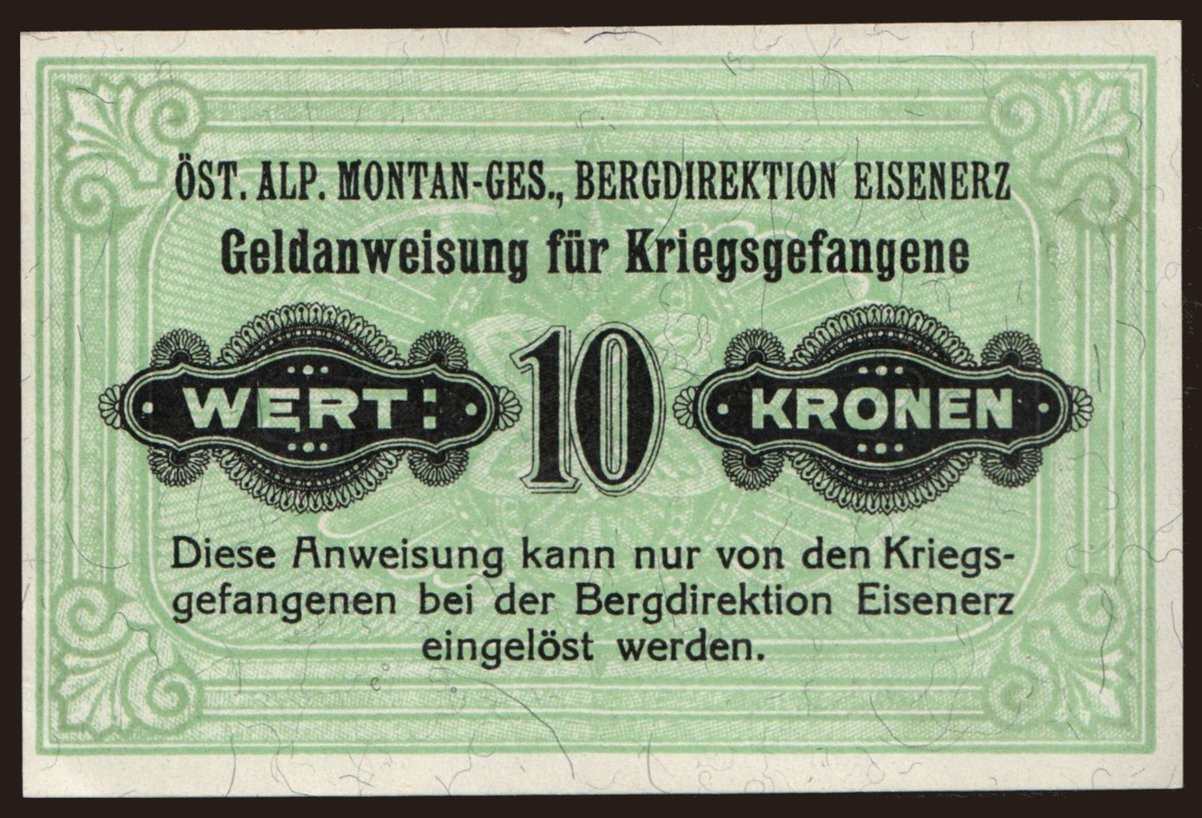 ÖST. ALP. MONTAN-GES., BERGDIREKTION EISENERZ
Geldanweisung für Kriegsgefangene
WERT: 10 KRONEN
Diese Anweisung kann nur von den Kriegs-
gefangenen bei der Bergdirektion Eisenerz
eingelöst werden.